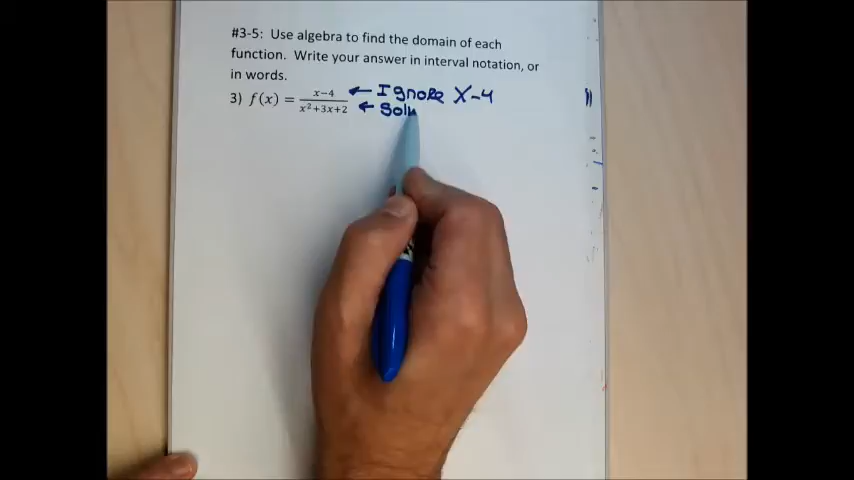 #3-5: Use algebra to find the domain of each
function. Write your answer in interval notation, or
in words.
3) f(x) = (x−4)/(x²+3x+2) ← Ignore X-4
← Solv